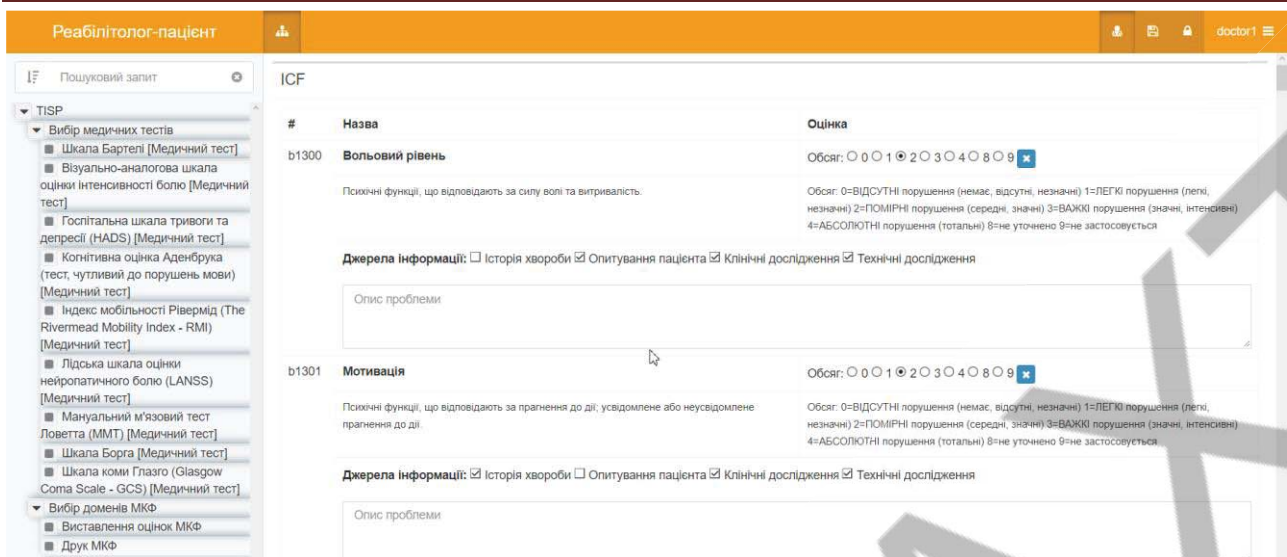 Реабілітолог-пацієнт
doctor1
Пошуковий запит
TISP
Вибір медичних тестів
Шкала Бартелі [Медичний тест]
Візуально-аналогова шкала
оцінки інтенсивності болю [Медичний
тест]
Госпітальна шкала тривоги та
депресії (HADS) [Медичний тест]
Когнітивна оцінка Аденбрука
(тест, чутливий до порушень мови)
[Медичний тест]
Індекс мобільності Рівермід (The
Rivermead Mobility Index - RMI)
[Медичний тест]
Лідська шкала оцінки
нейропатичного болю (LANSS)
[Медичний тест]
Мануальний м'язовий тест
Ловетта (ММТ) [Медичний тест]
Шкала Борга [Медичний тест]
Шкала коми Глазго (Glasgow
Coma Scale - GCS) [Медичний тест]
Вибір доменів МКФ
Виставлення оцінок МКФ
Друк МКФ
ICF
# Назва Оцінка
b1300 Вольовий рівень Обсяг: 0 1 2 3 4 8 9
Психічні функції, що відповідають за силу волі та витривалість.
Обсяг: 0=ВІДСУТНІ порушення (немає, відсутні, незначні) 1=ЛЕГКІ порушення (легкі,
незначні) 2=ПОМІРНІ порушення (середні, значні) 3=ВАЖКІ порушення (значні, інтенсивні)
4=АБСОЛЮТНІ порушення (тотальні) 8=не уточнено 9=не застосовується
Джерела інформації: Історія хвороби Опитування пацієнта Клінічні дослідження Технічні дослідження
Опис проблеми
b1301 Мотивація Обсяг: 0 1 2 3 4 8 9
Психічні функції, що відповідають за прагнення до дії; усвідомлене або неусвідомлене
прагнення до дії.
Обсяг: 0=ВІДСУТНІ порушення (немає, відсутні, незначні) 1=ЛЕГКІ порушення (легкі,
незначні) 2=ПОМІРНІ порушення (середні, значні) 3=ВАЖКІ порушення (значні, інтенсивні)
4=АБСОЛЮТНІ порушення (тотальні) 8=не уточнено 9=не застосовується
Джерела інформації: Історія хвороби Опитування пацієнта Клінічні дослідження Технічні дослідження
Опис проблеми